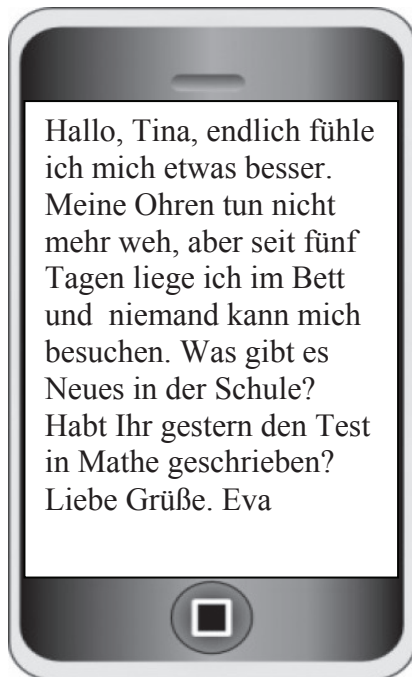 Hallo, Tina, endlich fühle
ich mich etwas besser.
Meine Ohren tun nicht
mehr weh, aber seit fünf
Tagen liege ich im Bett
und  niemand kann mich
besuchen. Was gibt es
Neues in der Schule?
Habt Ihr gestern den Test
in Mathe geschrieben?
Liebe Grüße. Eva